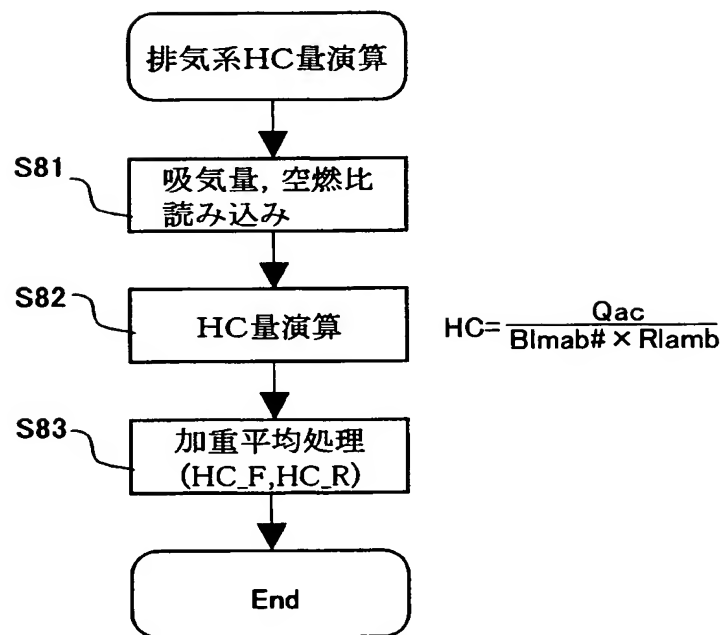 排気系HC量演算
S81
吸気量, 空燃比
読み込み
S82
HC量演算
HC=Qac
Blmab# × Rlamb
S83
加重平均処理
(HC_F,HC_R)
End